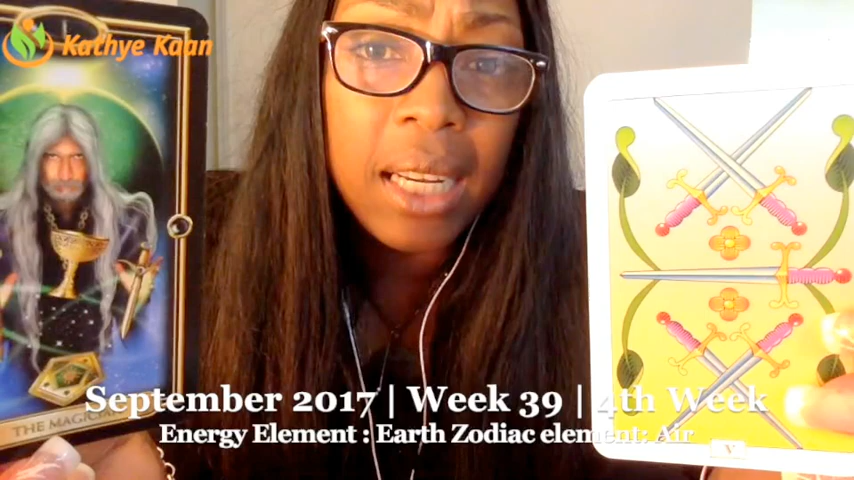 Kathye Kaan
THE MAGIC
September 2017 | Week 39 | 4th Week
Energy Element : Earth Zodiac element: Air
V